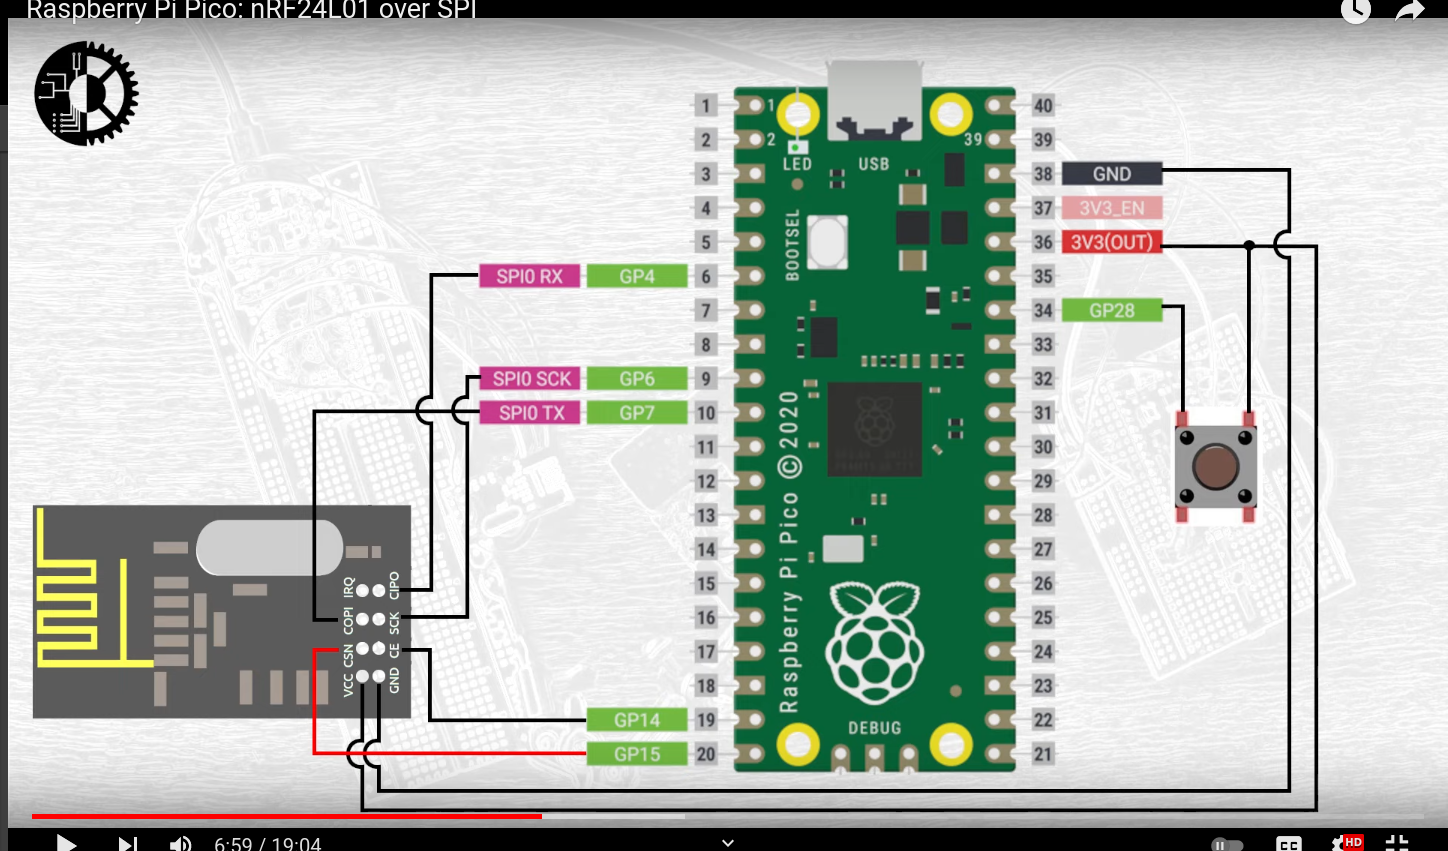 Raspberry Pi Pico: nRF24L01 over SPI
1 1 40
2 2 39 39
LED USB
3 38 GND
4 37 3V3_EN
BOOTSEL
5 36 3V3(OUT)
SPI0 RX GP4 6 35
7 34 GP28
8 33
SPI0 SCK GP6 9 32
SPI0 TX GP7 10 31
11 30
12 29
13 28
14 27
15 26
16 25
17 24
18 23
GP14 19 22
GP15 20 21
Raspberry Pi Pico ©2020
DEBUG
IRQ CIPO
COPI SCK
CSN CE
VCC GND
6:59 / 19:04
HD